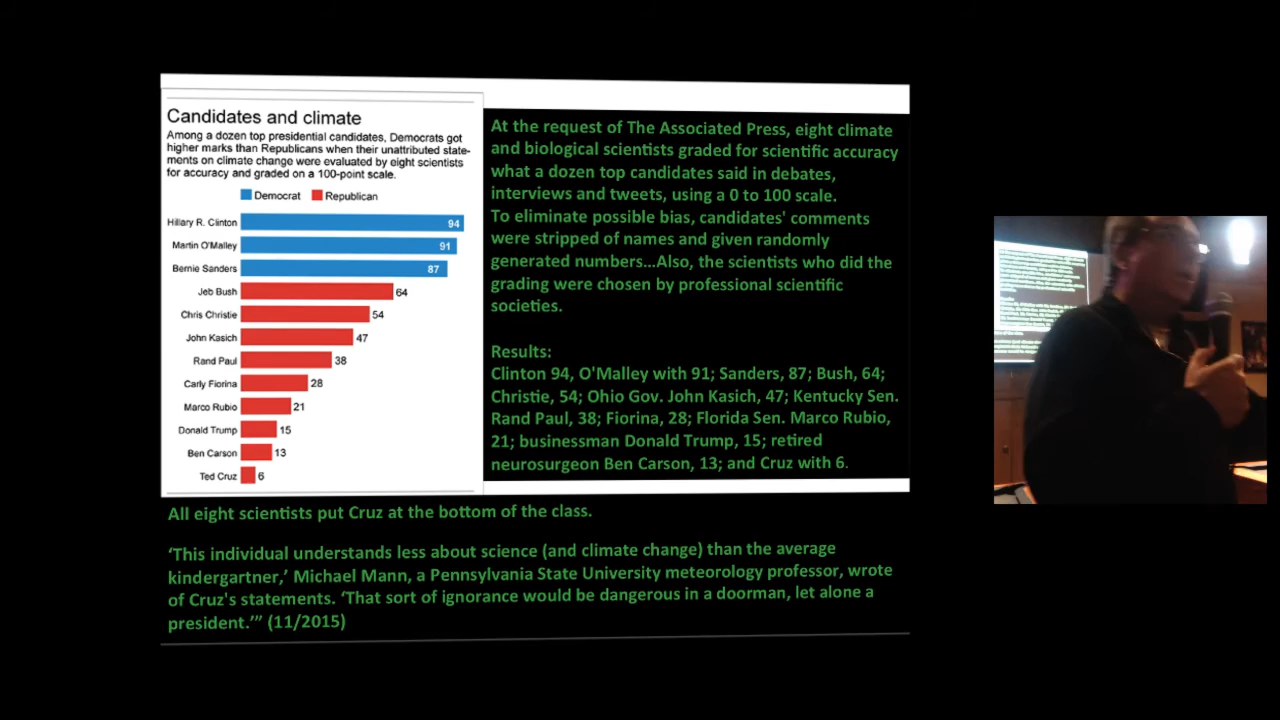 Candidates and climate
Among a dozen top presidential candidates, Democrats got
higher marks than Republicans when their unattributed state-
ments on climate change were evaluated by eight scientists
for accuracy and graded on a 100-point scale.
Democrat Republican
Hillary R. Clinton 94
Martin O'Malley 91
Bernie Sanders 87
Jeb Bush 64
Chris Christie 54
John Kasich 47
Rand Paul 38
Carly Fiorina 28
Marco Rubio 21
Donald Trump 15
Ben Carson 13
Ted Cruz 6
At the request of The Associated Press, eight climate
and biological scientists graded for scientific accuracy
what a dozen top candidates said in debates,
interviews and tweets, using a 0 to 100 scale.
To eliminate possible bias, candidates' comments
were stripped of names and given randomly
generated numbers...Also, the scientists who did the
grading were chosen by professional scientific
societies.
Results:
Clinton 94, O'Malley with 91; Sanders, 87; Bush, 64;
Christie, 54; Ohio Gov. John Kasich, 47; Kentucky Sen.
Rand Paul, 38; Fiorina, 28; Florida Sen. Marco Rubio,
21; businessman Donald Trump, 15; retired
neurosurgeon Ben Carson, 13; and Cruz with 6.
All eight scientists put Cruz at the bottom of the class.
‘This individual understands less about science (and climate change) than the average
kindergartner,’ Michael Mann, a Pennsylvania State University meteorology professor, wrote
of Cruz's statements. ‘That sort of ignorance would be dangerous in a doorman, let alone a
president.’” (11/2015)